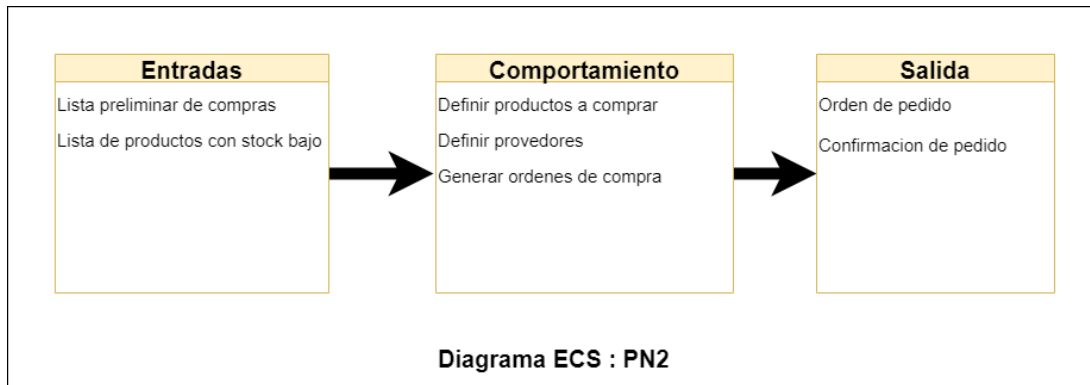 Entradas
Lista preliminar de compras
Lista de productos con stock bajo
Comportamiento
Definir productos a comprar
Definir provedores
Generar ordenes de compra
Salida
Orden de pedido
Confirmacion de pedido
Diagrama ECS : PN2